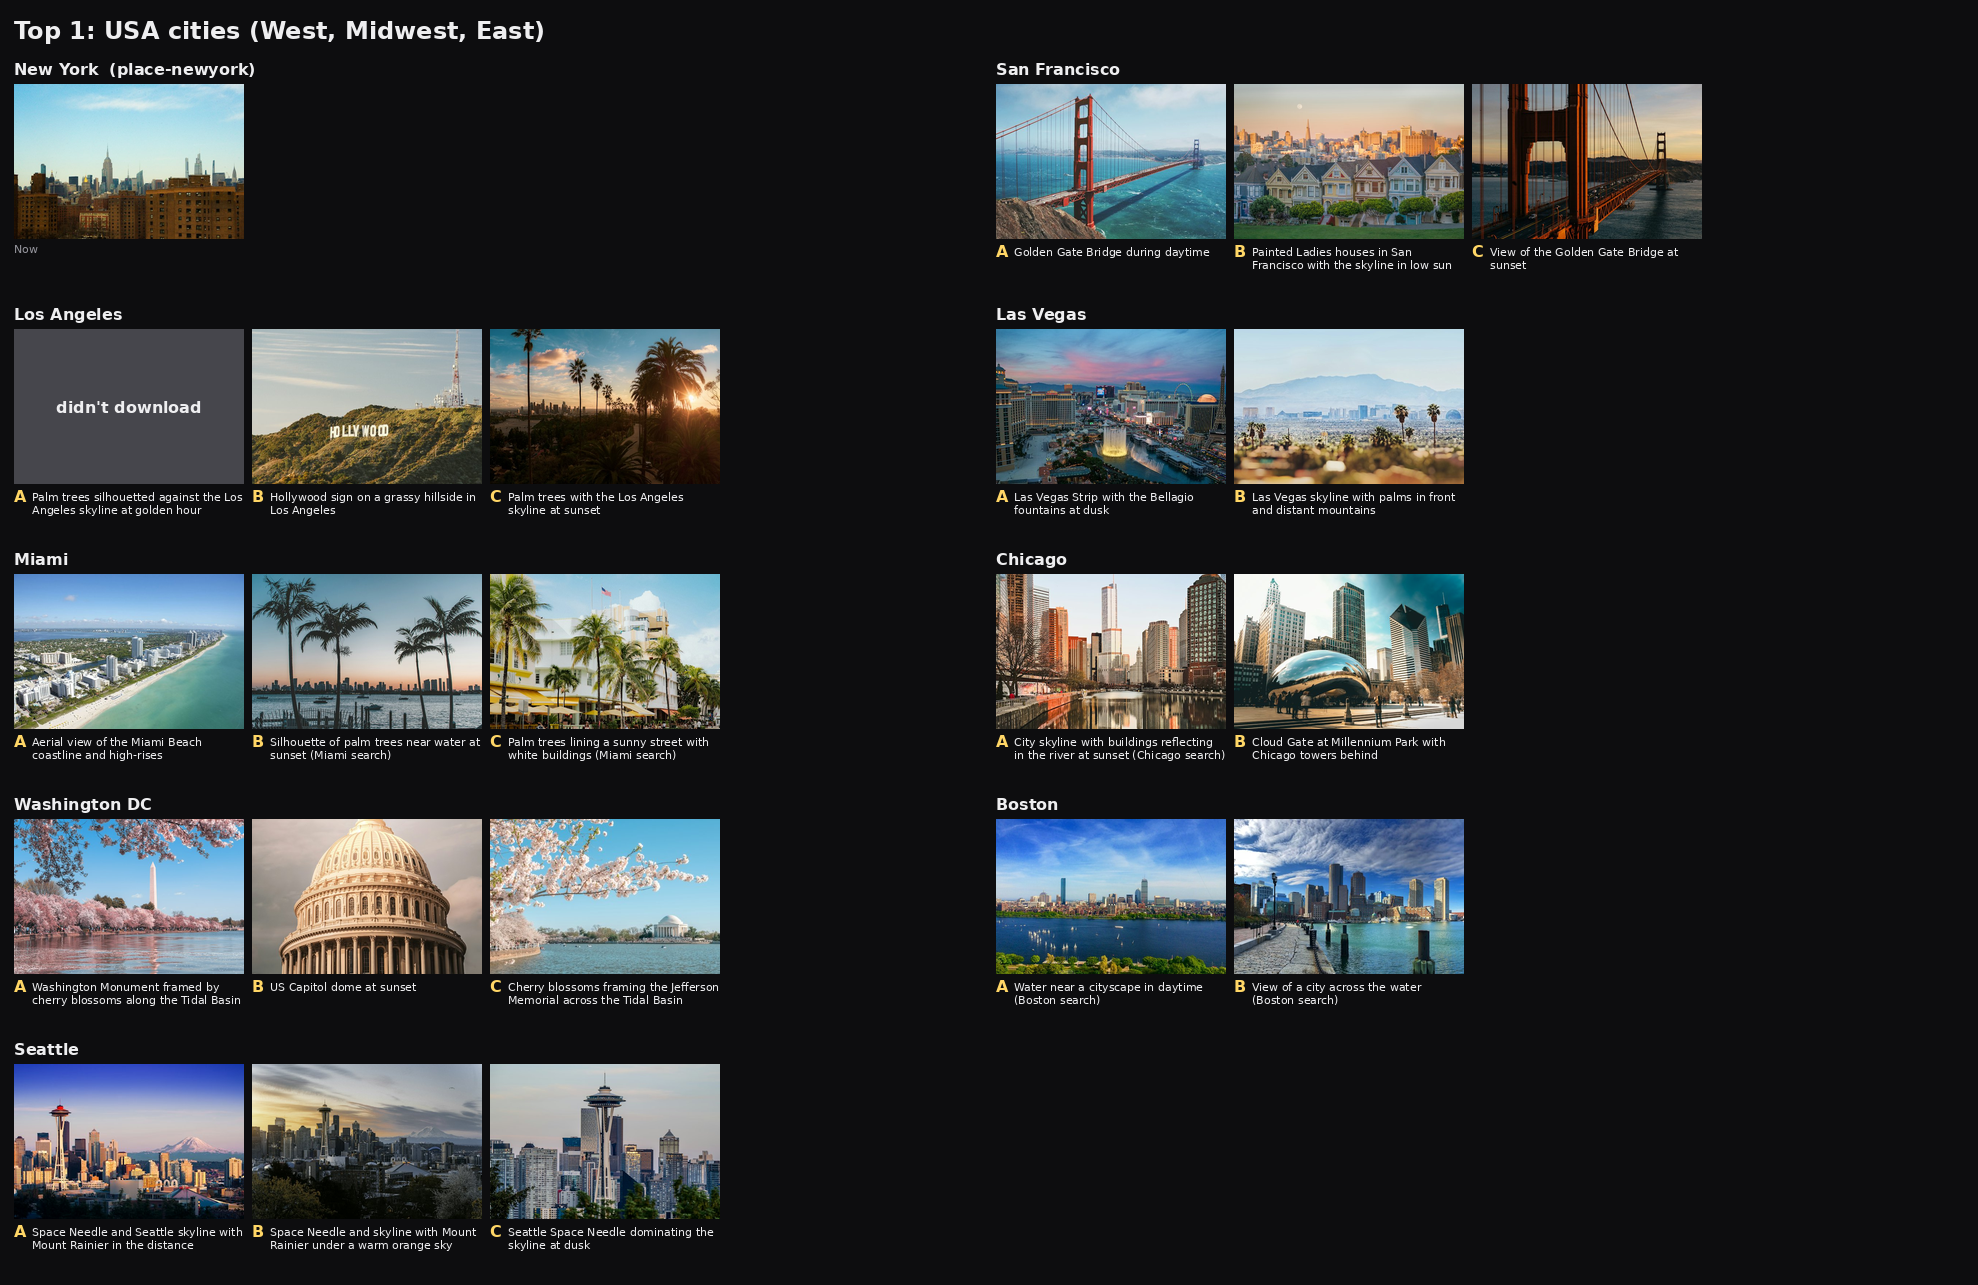 Top 1: USA cities (West, Midwest, East)
New York (place-newyork)
Now
San Francisco
A Golden Gate Bridge during daytime
B Painted Ladies houses in San
Francisco with the skyline in low sun
C View of the Golden Gate Bridge at
sunset
Los Angeles
didn't download
A Palm trees silhouetted against the Los
Angeles skyline at golden hour
HOLLYWOOD
B Hollywood sign on a grassy hillside in
Los Angeles
C Palm trees with the Los Angeles
skyline at sunset
Las Vegas
A Las Vegas Strip with the Bellagio
fountains at dusk
B Las Vegas skyline with palms in front
and distant mountains
Miami
A Aerial view of the Miami Beach
coastline and high-rises
B Silhouette of palm trees near water at
sunset (Miami search)
C Palm trees lining a sunny street with
white buildings (Miami search)
Chicago
A City skyline with buildings reflecting
in the river at sunset (Chicago search)
B Cloud Gate at Millennium Park with
Chicago towers behind
Washington DC
A Washington Monument framed by
cherry blossoms along the Tidal Basin
B US Capitol dome at sunset
C Cherry blossoms framing the Jefferson
Memorial across the Tidal Basin
Boston
A Water near a cityscape in daytime
(Boston search)
B View of a city across the water
(Boston search)
Seattle
A Space Needle and Seattle skyline with
Mount Rainier in the distance
B Space Needle and skyline with Mount
Rainier under a warm orange sky
C Seattle Space Needle dominating the
skyline at dusk